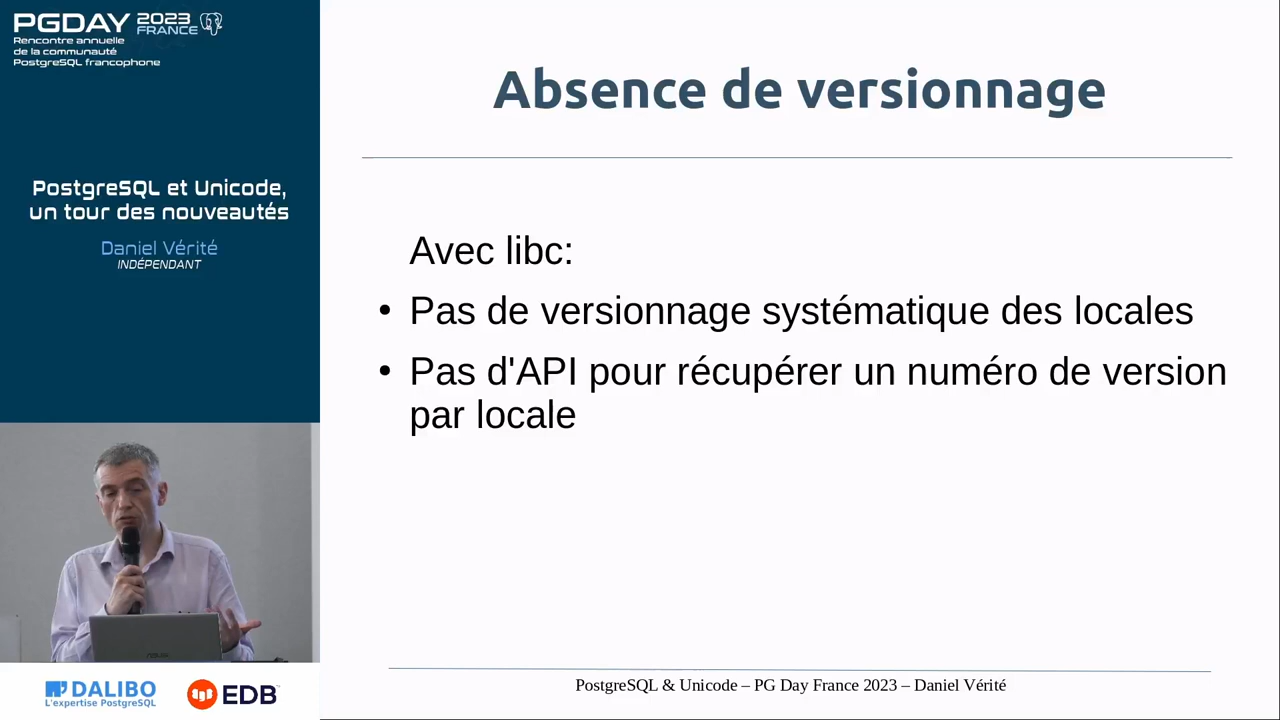 PGDAY 2023 FRANCE
Rencontre annuelle
de la communauté
PostgreSQL francophone
PostgreSQL et Unicode,
un tour des nouveautés
Daniel Vérité
INDÉPENDANT
Absence de versionnage
Avec libc:
• Pas de versionnage systématique des locales
• Pas d'API pour récupérer un numéro de version
par locale
PostgreSQL & Unicode – PG Day France 2023 – Daniel Vérité
DALIBO
L'expertise PostgreSQL
EDB